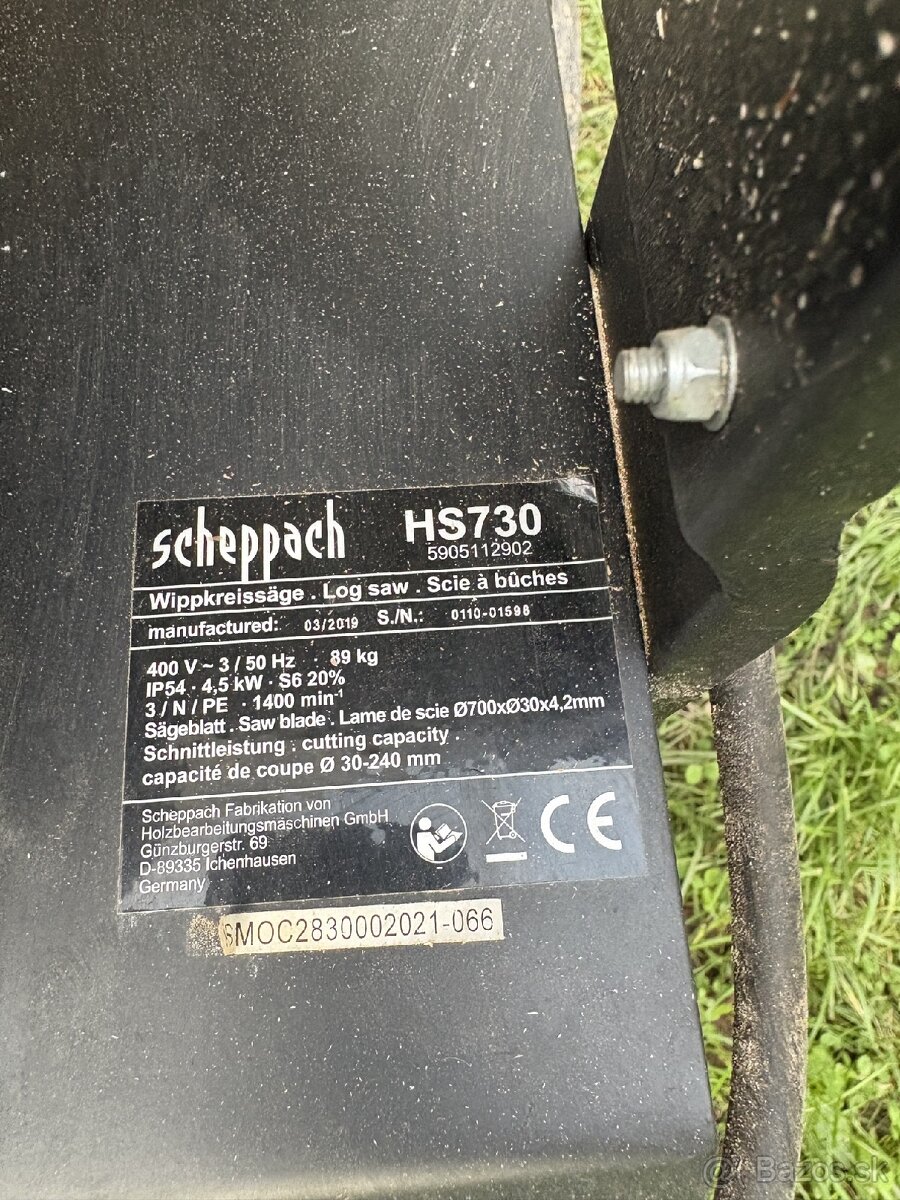 scheppach HS730
5905112902
Wippkreissäge . Log saw . Scie à bûches
manufactured: 03/2019 S./N.: 0110-01598
400 V ~ 3 / 50 Hz · 89 kg
IP54 · 4,5 kW · S6 20%
3 / N / PE · 1400 min-1
Sägeblatt . Saw blade . Lame de scie Ø700xØ30x4,2mm
Schnittleistung . cutting capacity .
capacité de coupe Ø 30-240 mm
Scheppach Fabrikation von
Holzbearbeitungsmaschinen GmbH
Günzburgerstr. 69
D-89335 Ichenhausen
Germany
CE
MOC2830002021-066
© Bazos.sk